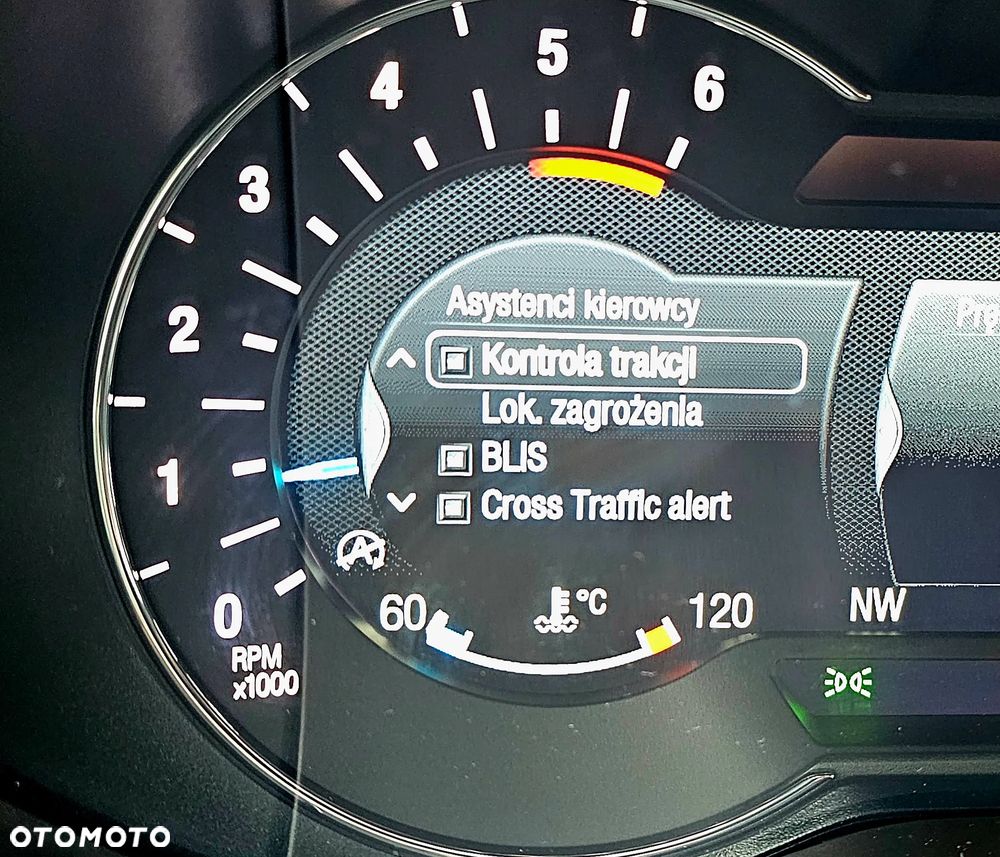 5
4
6
3
2
1
0
RPM
x1000
Asystenci kierowcy
Kontrola trakcji
Lok. zagrożenia
BLIS
Cross Traffic alert
A
60
°C
120
NW
OTOMOTO